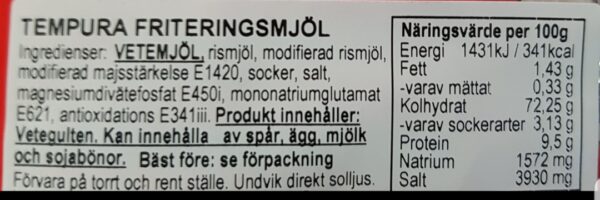 TEMPURA FRITERINGSMJÖL
Ingredienser: VETEMJÖL, rismjöl, modifierad rismjöl,
modifierad majsstärkelse E1420, socker, salt,
magnesiumdivätefosfat E450i, mononatriumglutamat
E621, antioxidations E341iii. Produkt innehåller:
Vetegulten. Kan innehålla av spår, ägg, mjölk
och sojabönor. Bäst före: se förpackning
Förvara på torrt och rent ställe. Undvik direkt solljus.
Näringsvärde per 100g
Energi 1431kJ / 341kcal
Fett 1,43 g
-varav mättat 0,33 g
Kolhydrat 72,25 g
-varav sockerarter 3,13 g
Protein 9,5 g
Natrium 1572 mg
Salt 3930 mg